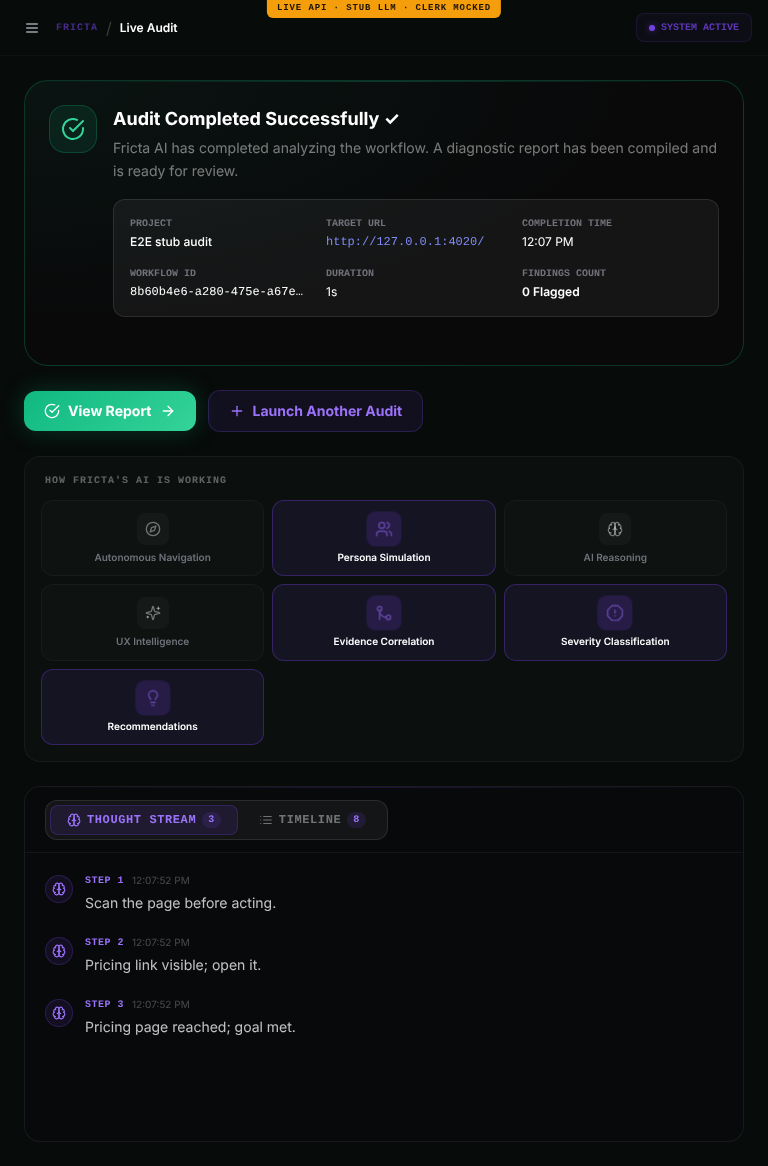 LIVE API · STUB LLM · CLERK MOCKED
FRICTA / Live Audit
SYSTEM ACTIVE
Audit Completed Successfully ✓
Fricta AI has completed analyzing the workflow. A diagnostic report has been compiled and
is ready for review.
PROJECT
E2E stub audit
TARGET URL
http://127.0.0.1:4020/
COMPLETION TIME
12:07 PM
WORKFLOW ID
8b60b4e6-a280-475e-a67e…
DURATION
1s
FINDINGS COUNT
0 Flagged
View Report →
+ Launch Another Audit
HOW FRICTA'S AI IS WORKING
Autonomous Navigation
Persona Simulation
AI Reasoning
UX Intelligence
Evidence Correlation
Severity Classification
Recommendations
THOUGHT STREAM 3
TIMELINE 8
STEP 1 12:07:52 PM
Scan the page before acting.
STEP 2 12:07:52 PM
Pricing link visible; open it.
STEP 3 12:07:52 PM
Pricing page reached; goal met.